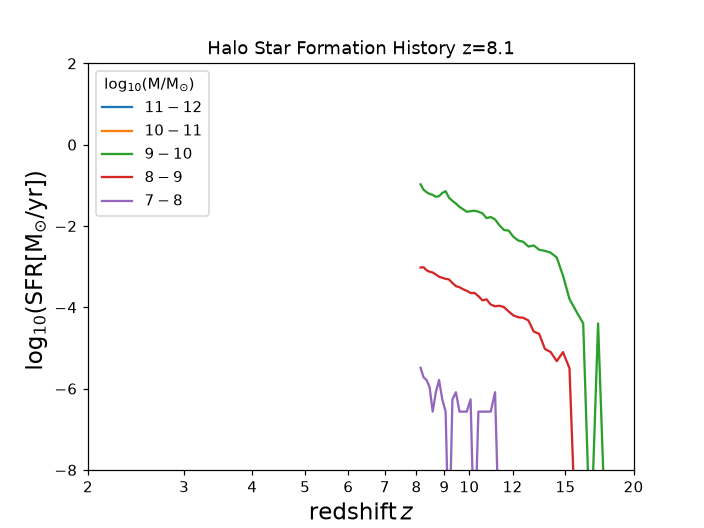 Halo Star Formation History z=8.1
log₁₀(M/M⊙)
11 − 12
10 − 11
9 − 10
8 − 9
7 − 8
log₁₀(SFR[M⊙/yr])
2
0
−2
−4
−6
−8
2 3 4 5 6 7 8 9 10 12 15 20
redshift z